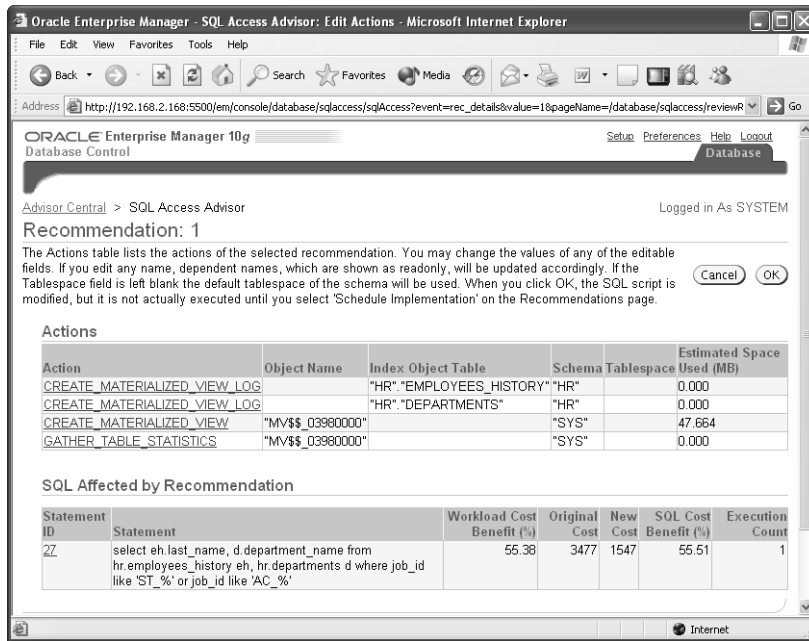 Oracle Enterprise Manager - SQL Access Advisor: Edit Actions - Microsoft Internet Explorer
File Edit View Favorites Tools Help
Back Search Favorites Media
Address http://192.168.2.168:5500/em/console/database/sqlaccess/sqlAccess?event=rec_details&value=1&pageName=/database/sqlaccess/reviewR Go
ORACLE Enterprise Manager 10g
Database Control
Setup Preferences Help Logout
Database
Advisor Central > SQL Access Advisor Logged in As SYSTEM
Recommendation: 1
The Actions table lists the actions of the selected recommendation. You may change the values of any of the editable
fields. If you edit any name, dependent names, which are shown as readonly, will be updated accordingly. If the
Tablespace field is left blank the default tablespace of the schema will be used. When you click OK, the SQL script is
modified, but it is not actually executed until you select 'Schedule Implementation' on the Recommendations page.
Cancel OK
Actions
Estimated Space
Action Object Name Index Object Table Schema Tablespace Used (MB)
CREATE_MATERIALIZED_VIEW_LOG "HR"."EMPLOYEES_HISTORY" "HR" 0.000
CREATE_MATERIALIZED_VIEW_LOG "HR"."DEPARTMENTS" "HR" 0.000
CREATE_MATERIALIZED_VIEW "MV$$_03980000" "SYS" 47.664
GATHER_TABLE_STATISTICS "MV$$_03980000" "SYS" 0.000
SQL Affected by Recommendation
Statement Workload Cost Original New SQL Cost Execution
ID Statement Benefit (%) Cost Cost Benefit (%) Count
27 select eh.last_name, d.department_name from 55.38 3477 1547 55.51 1
hr.employees_history eh, hr.departments d where job_id
like 'ST_%' or job_id like 'AC_%'
Internet